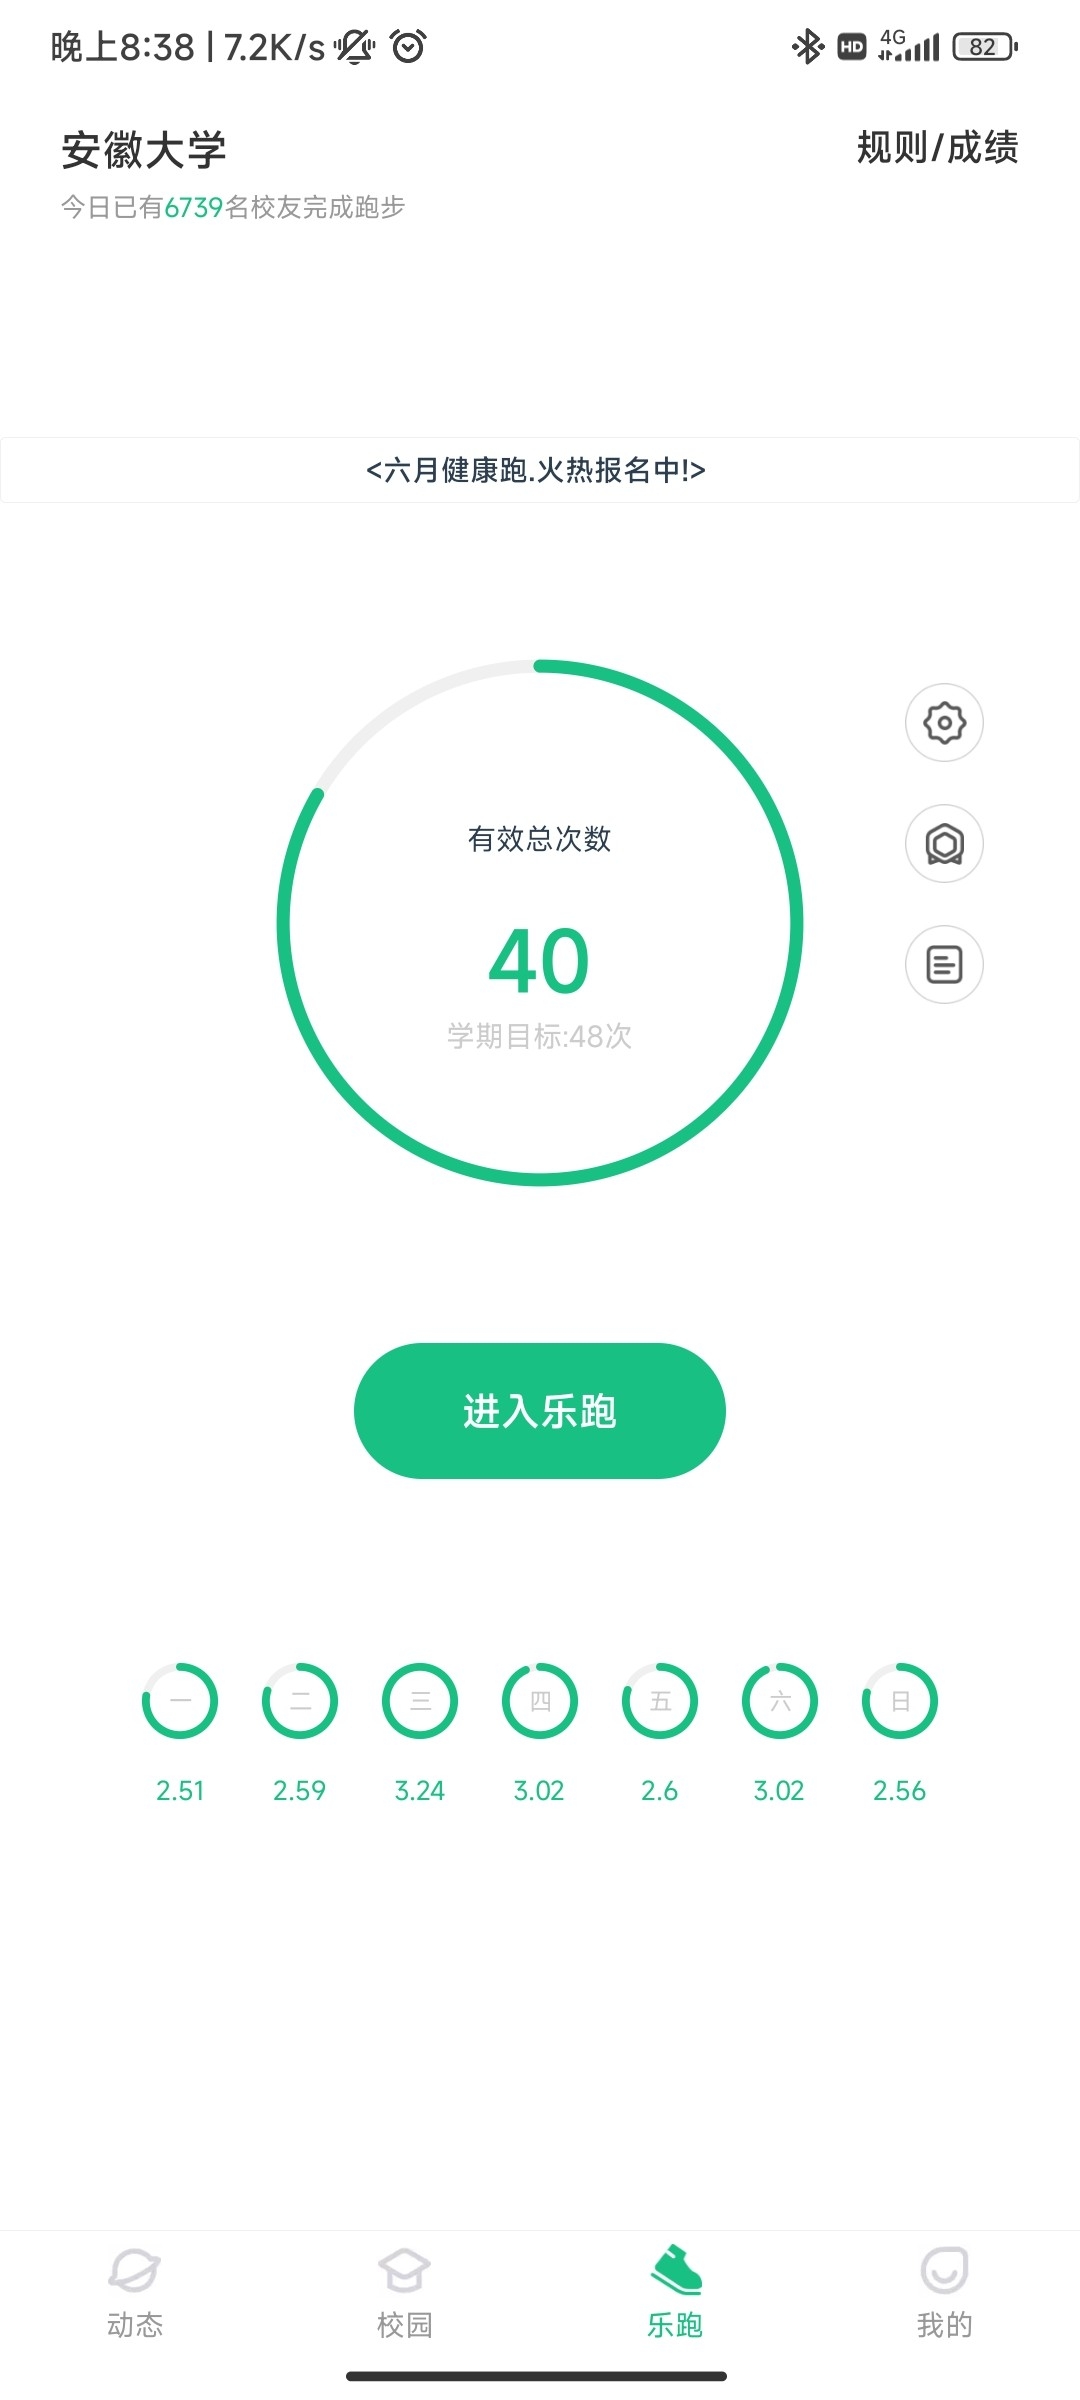 晚上8:38 | 7.2K/s
HD 4G 82
安徽大学
规则/成绩
今日已有6739名校友完成跑步
<六月健康跑.火热报名中!>
有效总次数
40
学期目标:48次
进入乐跑
一 二 三 四 五 六 日
2.51 2.59 3.24 3.02 2.6 3.02 2.56
动态 校园 乐跑 我的